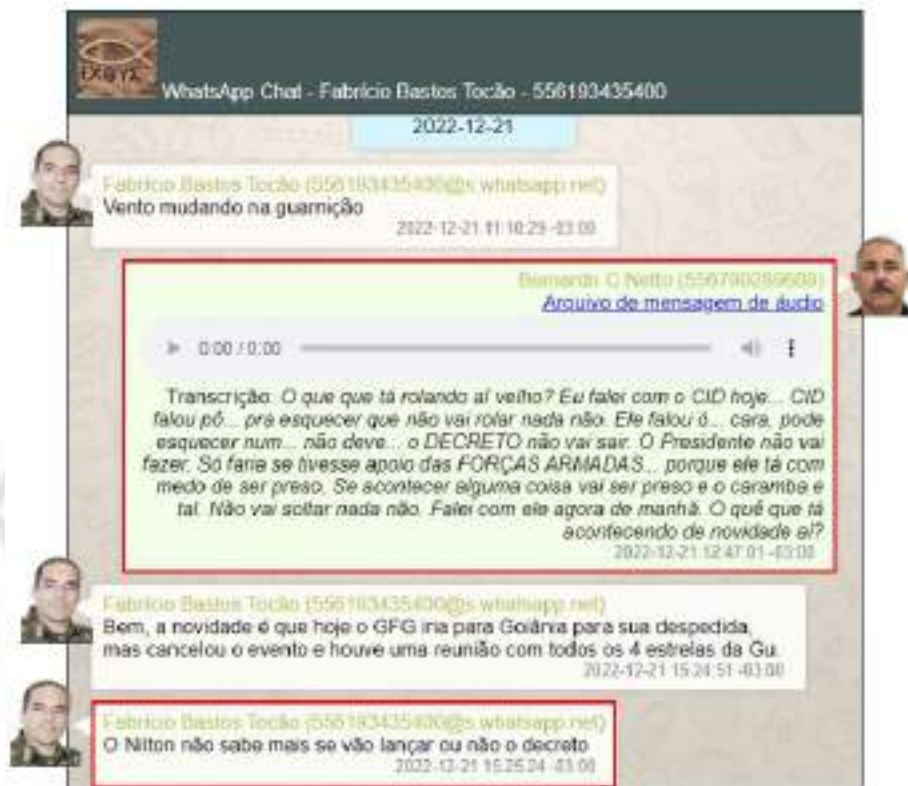 ΙΧΘΥΣ
WhatsApp Chat - Fabrício Bastos Tocão - 556193435400
2022-12-21
Fabrício Bastos Tocão (556193435400@s.whatsapp.net)
Vento mudando na guarnição
2022-12-21 11:18:29 -03:00
Bernardo C Netto
Arquivo de mensagem de áudio
0:00 / 0:00
Transcrição: O que que tá rolando aí velho? Eu falei com o CID hoje... CID
falou pô... pra esquecer que não vai rolar nada não. Ele falou ó... cara, pode
esquecer num... não deve... o DECRETO não vai sair. O Presidente não vai
fazer. Só faria se tivesse apoio das FORÇAS ARMADAS... porque ele tá com
medo de ser preso. Se acontecer alguma coisa vai ser preso e o caramba e
tal. Não vai soltar nada não. Falei com ele agora de manhã. O quê que tá
acontecendo de novidade aí?
2022-12-21 12:47:01 -03:00
Fabrício Bastos Tocão (556193435400@s.whatsapp.net)
Bem, a novidade é que hoje o GFG iria para Goiânia para sua despedida,
mas cancelou o evento e houve uma reunião com todos os 4 estrelas da Gu.
2022-12-21 15:24:51 -03:00
Fabrício Bastos Tocão (556193435400@s.whatsapp.net)
O Nilton não sabe mais se vão lançar ou não o decreto
2022-12-21 15:25:24 -03:00